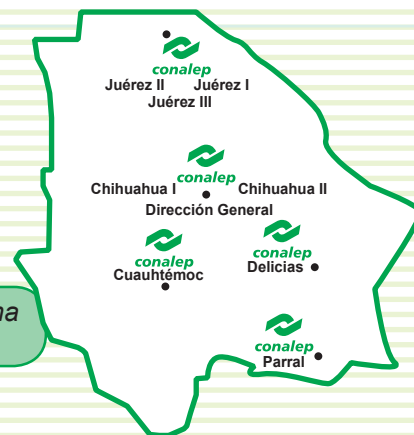 conalep
Juérez II Juérez I
Juérez III
conalep
Chihuahua I Chihuahua II
Dirección General
conalep
Cuauhtémoc
conalep
Delicias
conalep
Parral